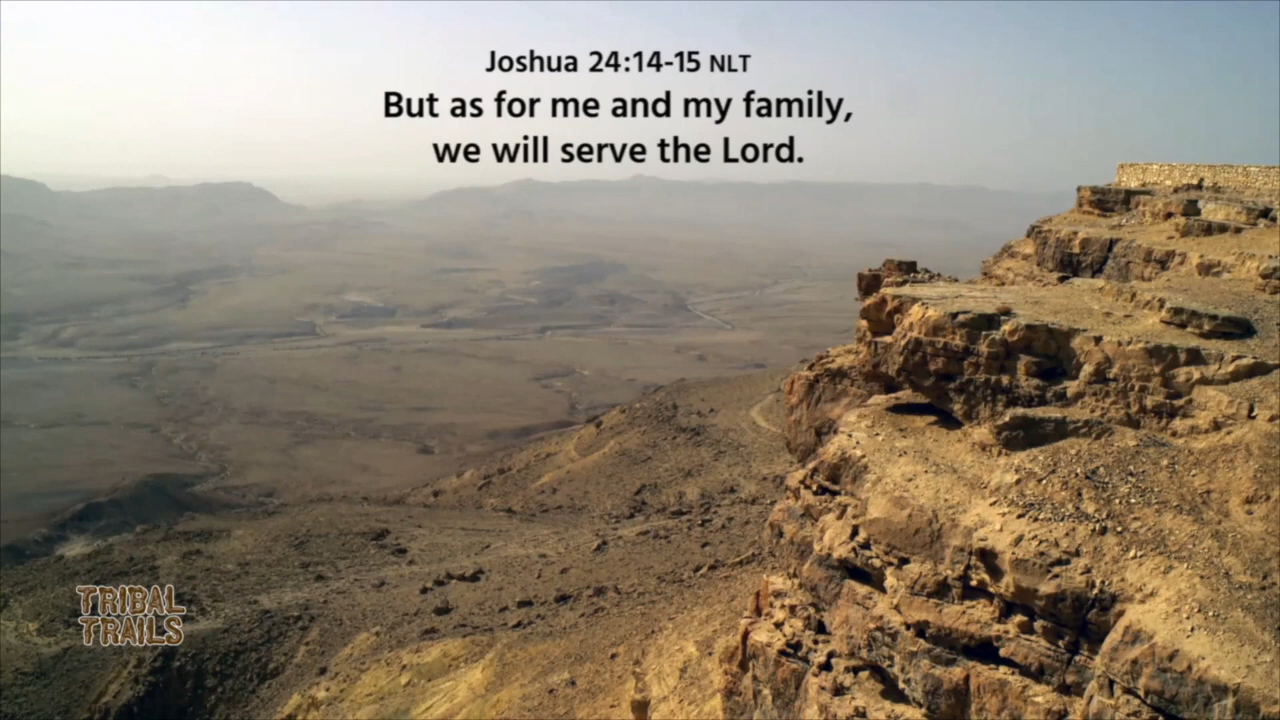 Joshua 24:14-15 NLT
But as for me and my family,
we will serve the Lord.
TRIBAL
TRAILS